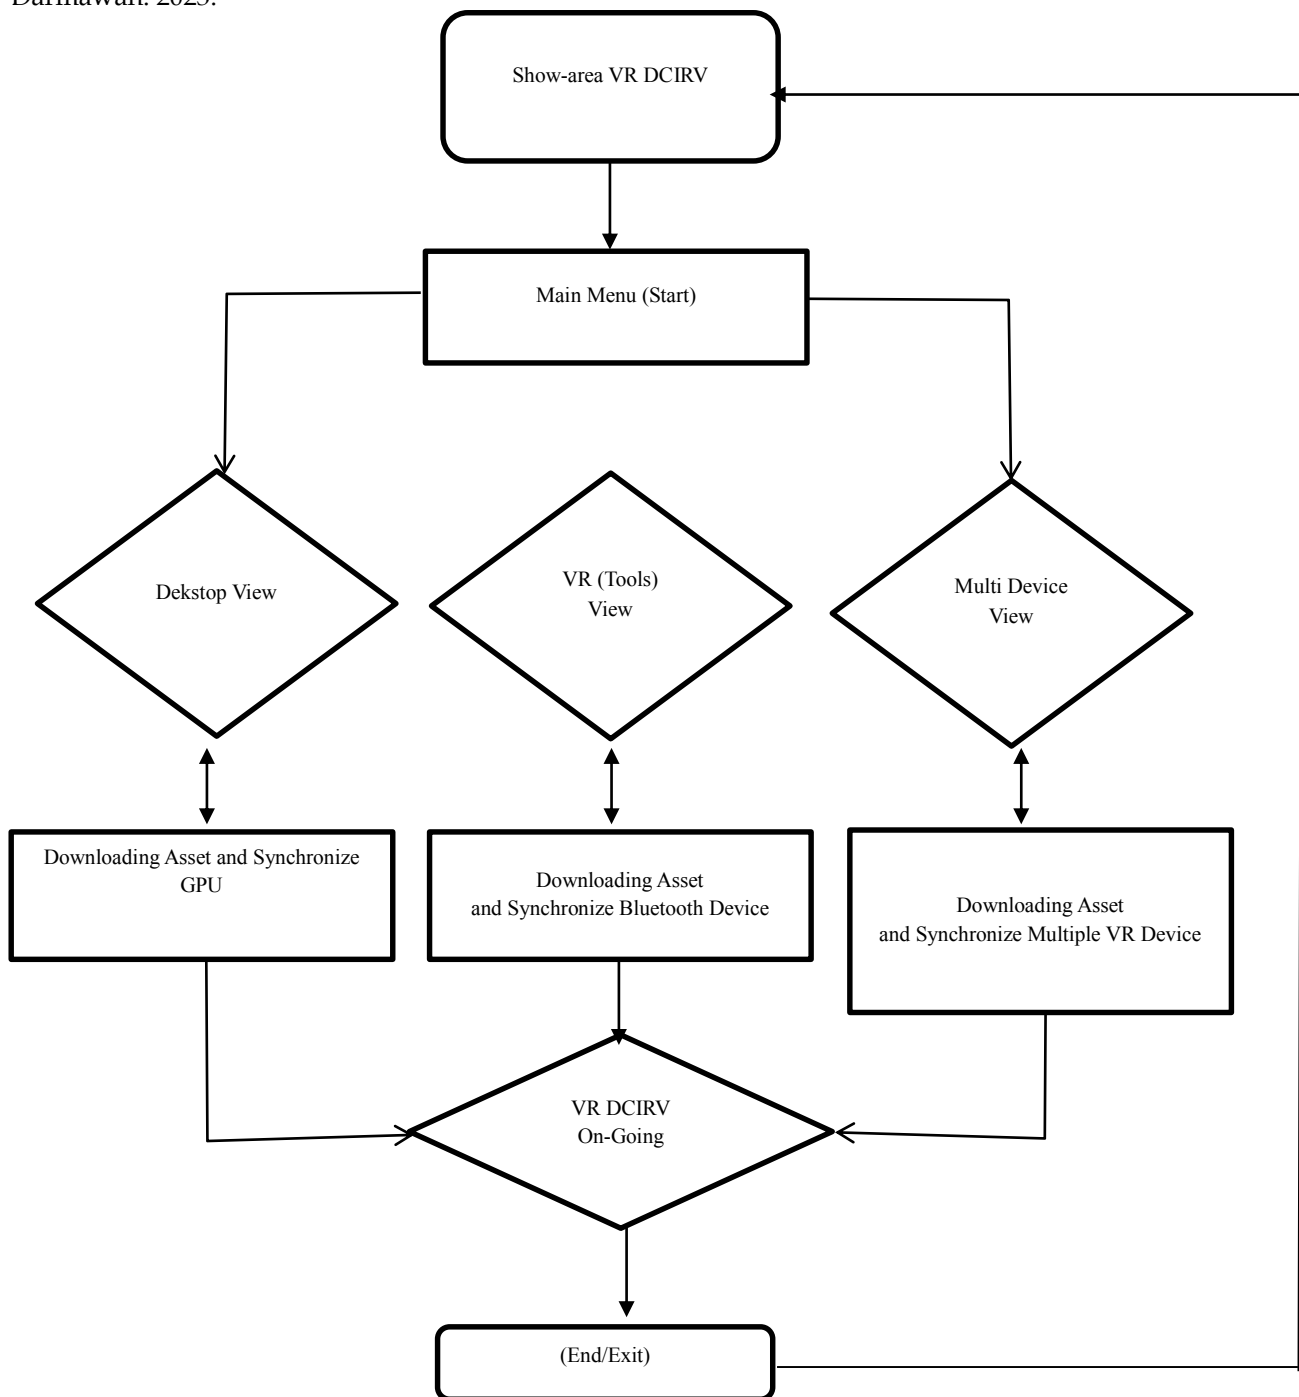 2023.
Show-area VR DCIRV
Main Menu (Start)
Dekstop View
VR (Tools)
View
Multi Device
View
Downloading Asset and Synchronize
GPU
Downloading Asset
and Synchronize Bluetooth Device
Downloading Asset
and Synchronize Multiple VR Device
VR DCIRV
On-Going
(End/Exit)